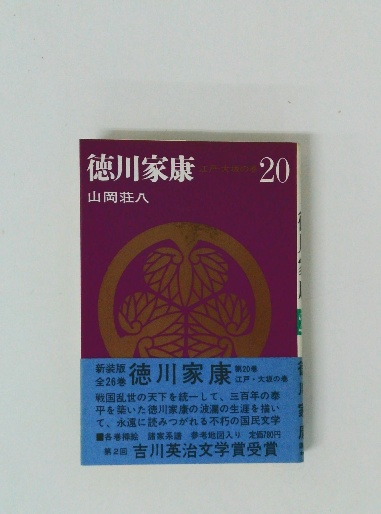 徳川家康 江戸・大坂の巻 20
山岡荘八
新装版
全26巻
徳川家康
第20巻
江戸・大坂の巻
戦国乱世の天下を統一して、三百年の泰
平を築いた徳川家康の波瀾の生涯を描い
て、永遠に読みつがれる不朽の国民文学
■各巻挿絵 諸家系譜 参考地図入り 定価780円
第2回 吉川英治文学賞受賞